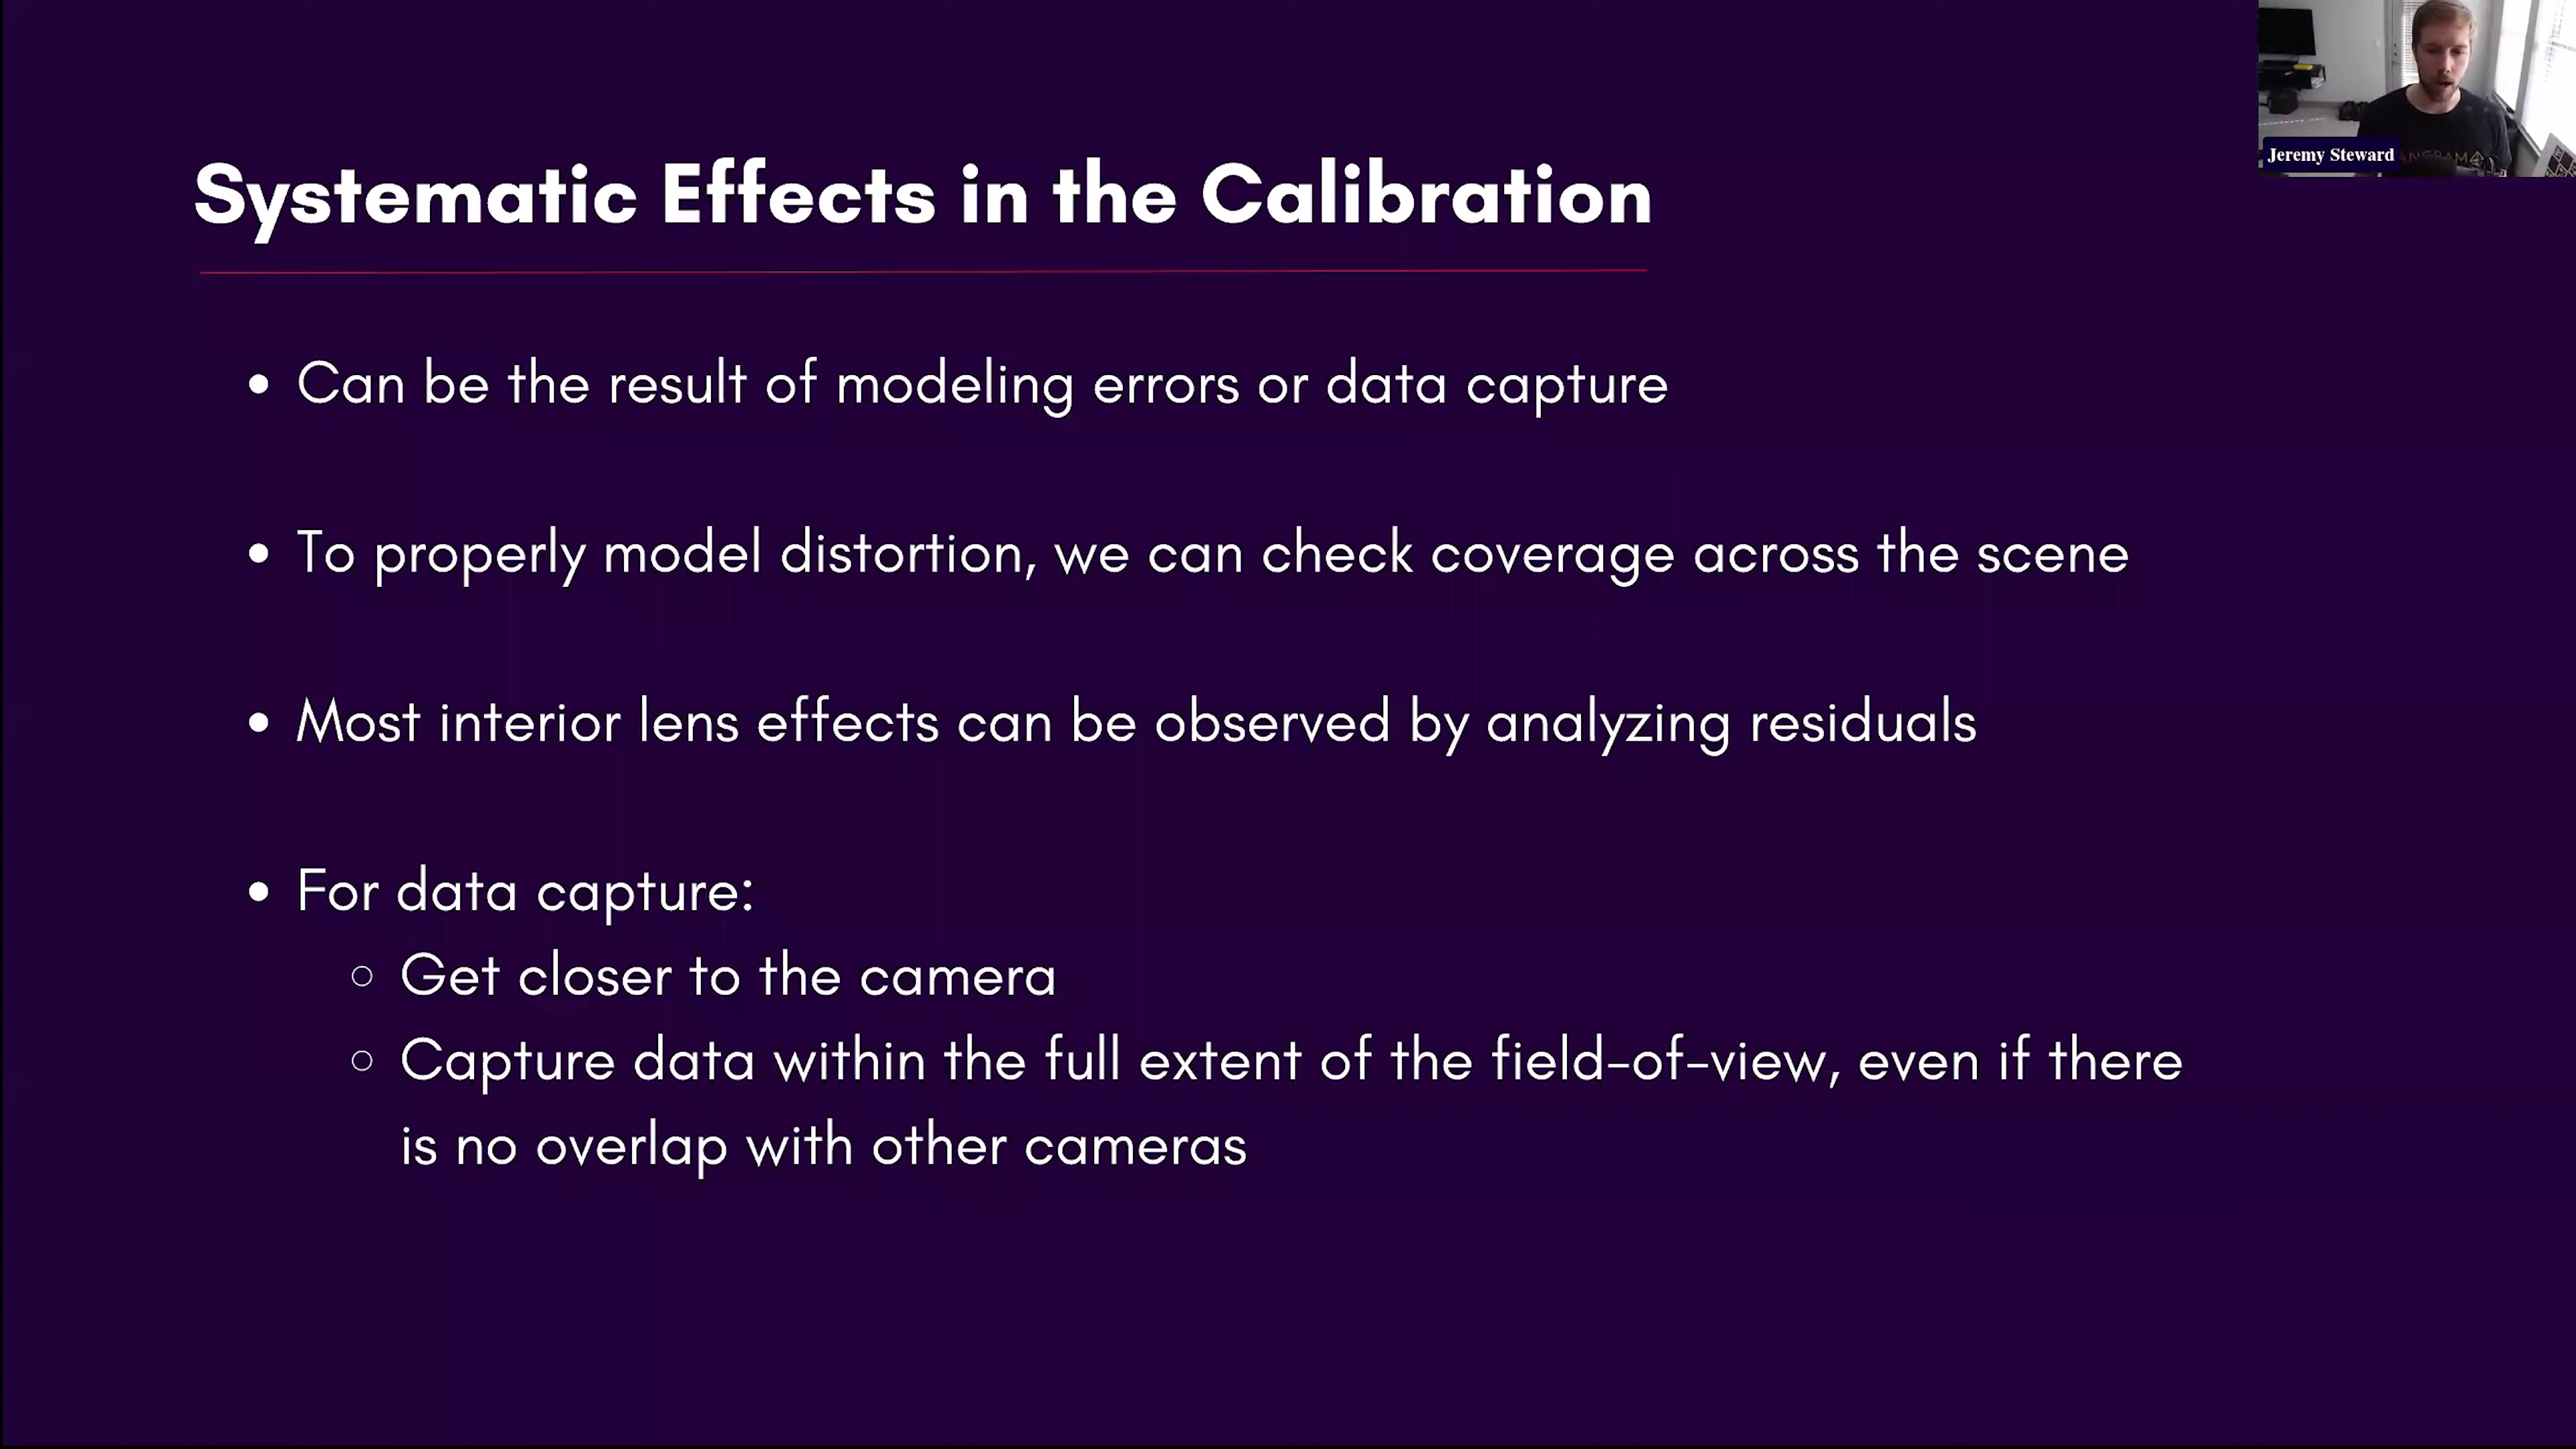 Systematic Effects in the Calibration
Jeremy Steward
• Can be the result of modeling errors or data capture
• To properly model distortion, we can check coverage across the scene
• Most interior lens effects can be observed by analyzing residuals
• For data capture:
○ Get closer to the camera
○ Capture data within the full extent of the field-of-view, even if there
is no overlap with other cameras